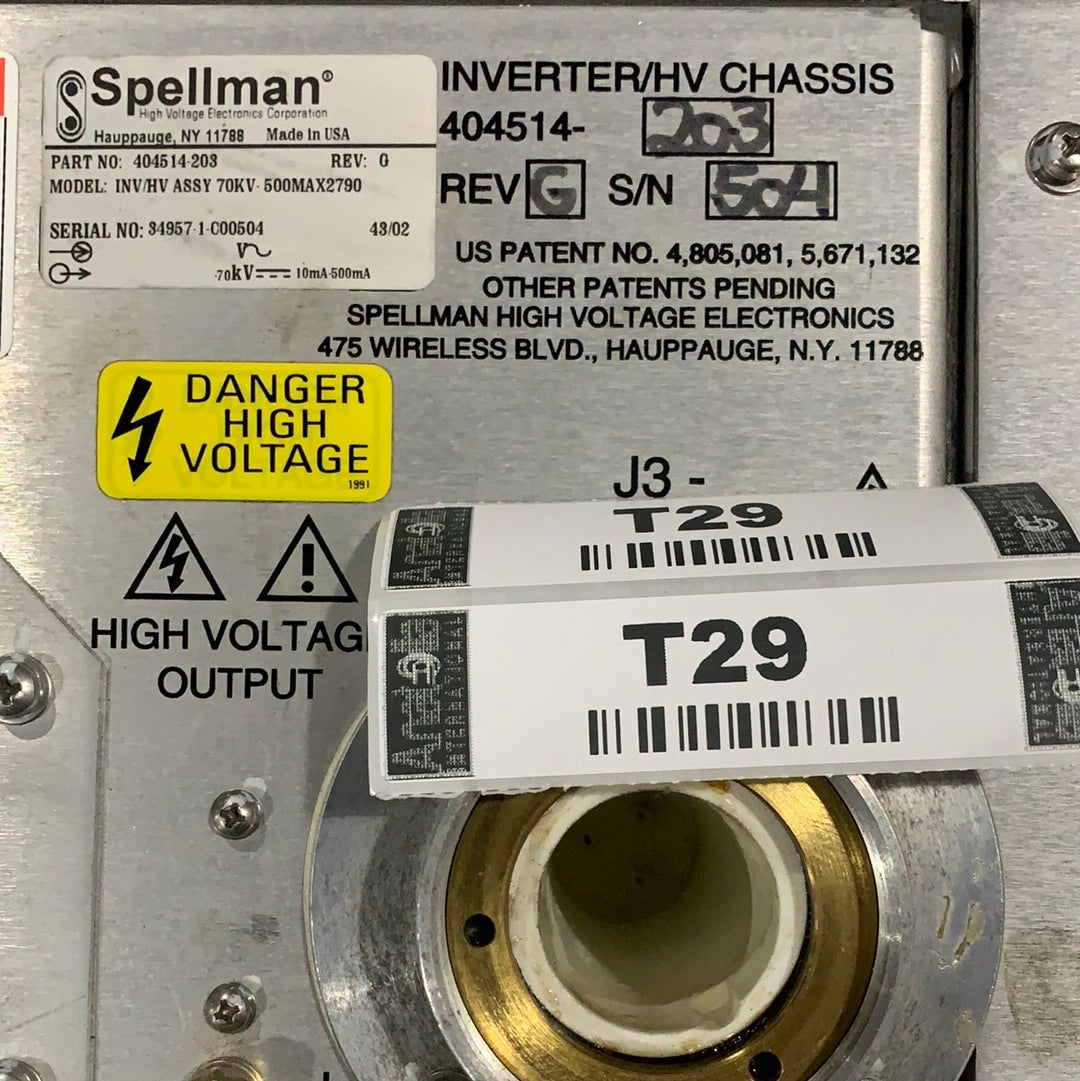 Spellman®
High Voltage Electronics Corporation
Hauppauge, NY 11788 Made in USA
PART NO: 404514-203 REV: G
MODEL: INV/HV ASSY 70KV-500MAX2790
SERIAL NO: 34957-1-C00504 43/02
-70kV 10mA-500mA
INVERTER/HV CHASSIS
404514- 203
REV G S/N 504
US PATENT NO. 4,805,081, 5,671,132
OTHER PATENTS PENDING
SPELLMAN HIGH VOLTAGE ELECTRONICS
475 WIRELESS BLVD., HAUPPAUGE, N.Y. 11788
DANGER
HIGH
VOLTAGE
1991
J3 -
HIGH VOLTAG
OUTPUT
T29
T29